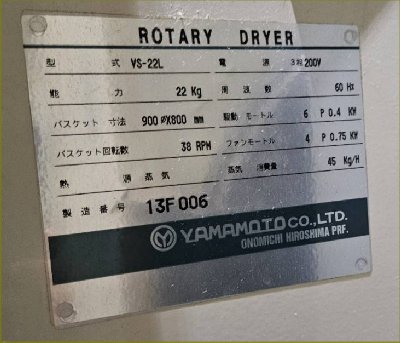 ROTARY DRYER
型 式 VS-22L 電 源 3相 200V
能 力 22 Kg 周 波 数 60 Hz
バスケット 寸法 900 ØX800 mm 駆動 モートル 6 P 0.4 KW
バスケット回転数 38 RPM ファンモートル 4 P 0.75 KW
熱 源 蒸 気 蒸気 消費量 45 Kg/H
製 造 番 号 13F006
YAMAMOTO CO.,LTD.
ONOMICHI HIROSHIMA PRF.